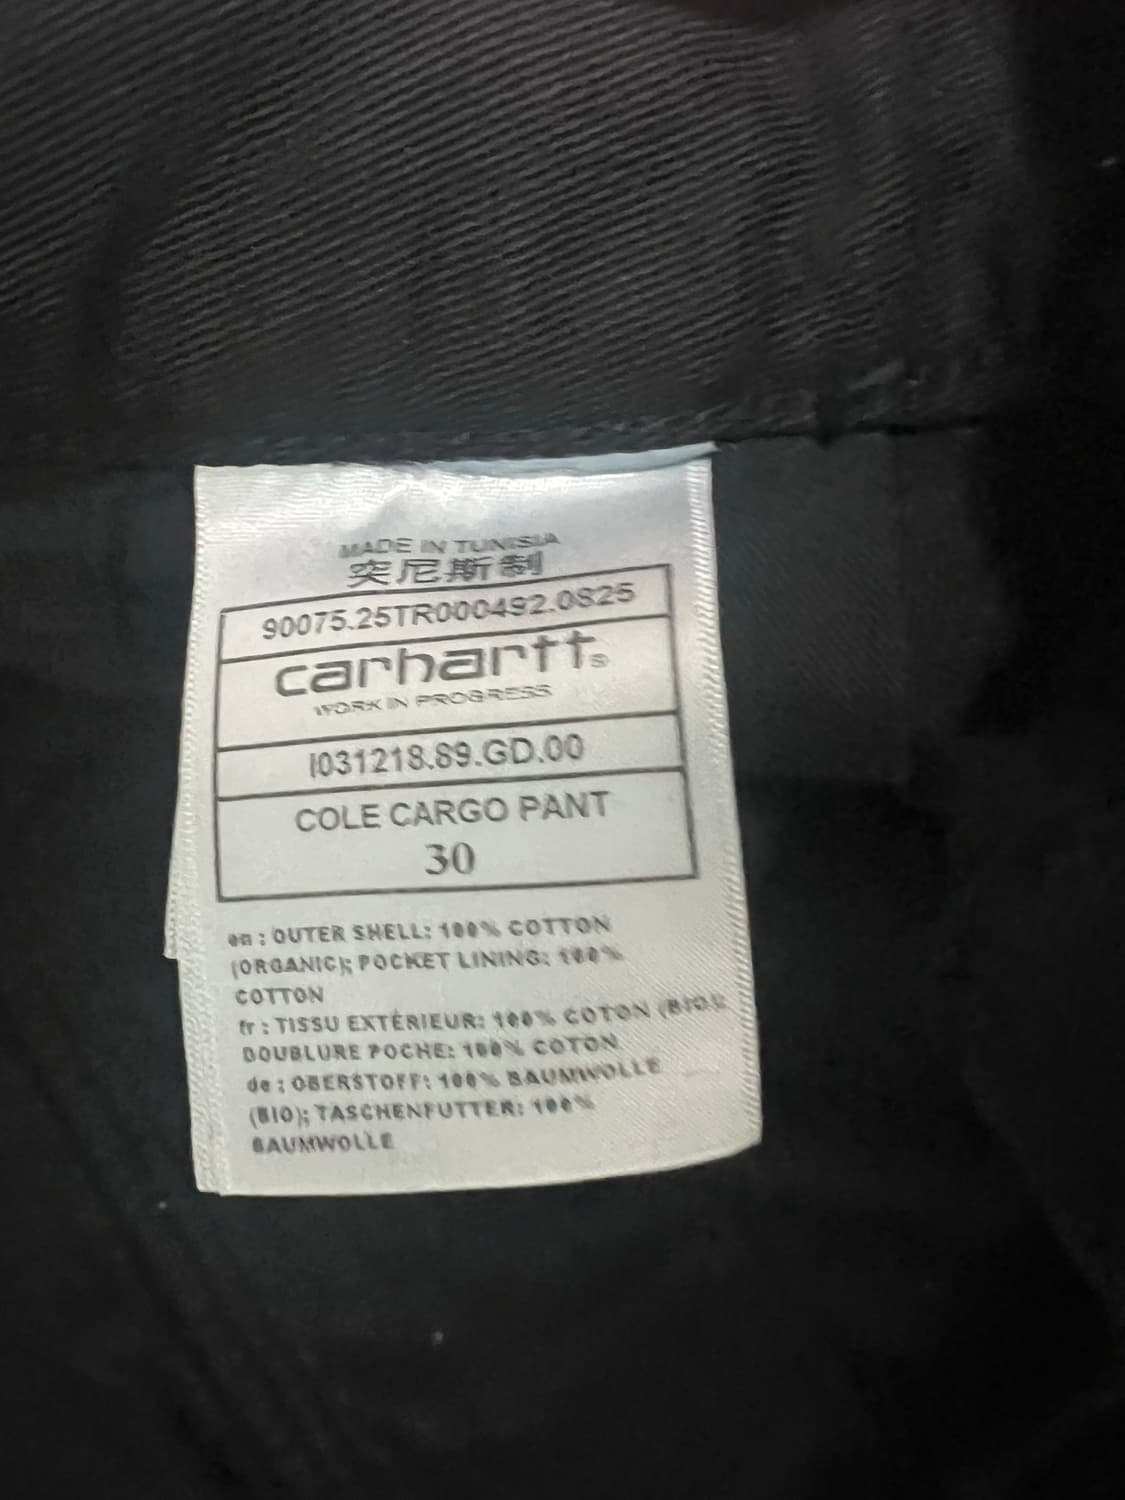 MADE IN TUNISIA
突尼斯制
90075.25TR000492.0825
carhartt
WORK IN PROGRESS
I031218.89.GD.00
COLE CARGO PANT
30
en : OUTER SHELL: 100% COTTON
(ORGANIC); POCKET LINING: 100%
COTTON
fr : TISSU EXTÉRIEUR: 100% COTON (BIO);
DOUBLURE POCHE: 100% COTON
de : OBERSTOFF: 100% BAUMWOLLE
(BIO); TASCHENFUTTER: 100%
BAUMWOLLE